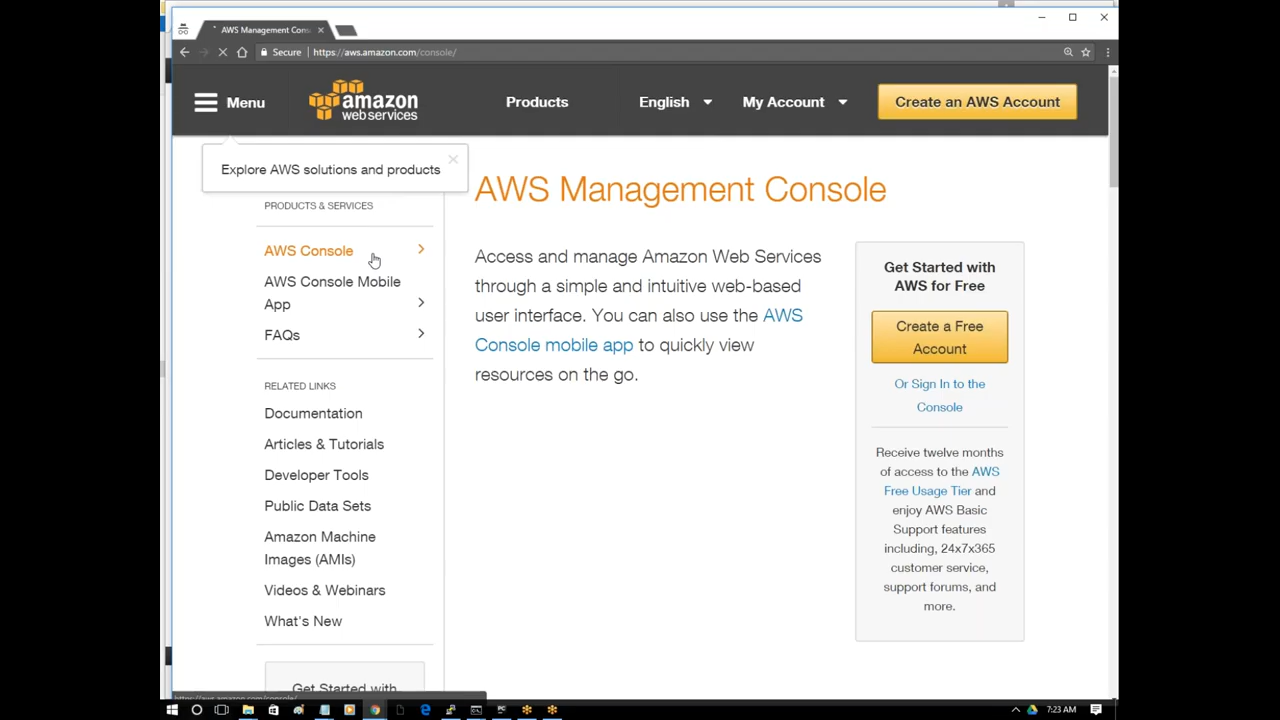 AWS Management Cons
Secure
https://aws.amazon.com/console/
Menu
amazon
web services
Products
English
My Account
Create an AWS Account
Explore AWS solutions and products
PRODUCTS & SERVICES
AWS Console
AWS Console Mobile
App
FAQs
RELATED LINKS
Documentation
Articles & Tutorials
Developer Tools
Public Data Sets
Amazon Machine
Images (AMIs)
Videos & Webinars
What's New
Get Started with
AWS Management Console
Access and manage Amazon Web Services
through a simple and intuitive web-based
user interface. You can also use the AWS
Console mobile app to quickly view
resources on the go.
Get Started with
AWS for Free
Create a Free
Account
Or Sign In to the
Console
Receive twelve months
of access to the AWS
Free Usage Tier and
enjoy AWS Basic
Support features
including, 24x7x365
customer service,
support forums, and
more.
https://aws.amazon.com/console/
7:23 AM